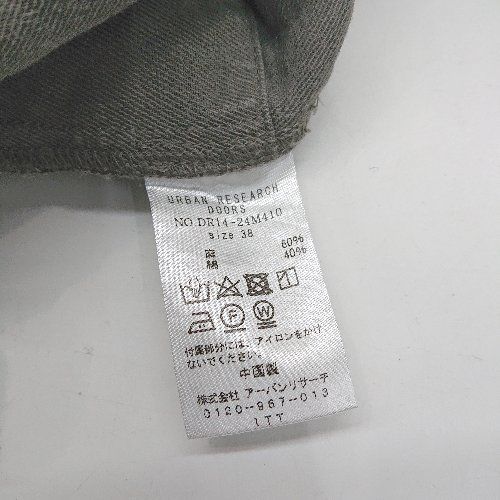 URBAN RESEARCH
DOORS
NO.DR14-24M410
Size 38
麻 60%
綿 40%
付属部分には、アイロンをかけ
ないでください。
中国製
株式会社 アーバンリサーチ
0120-967-013
ITT